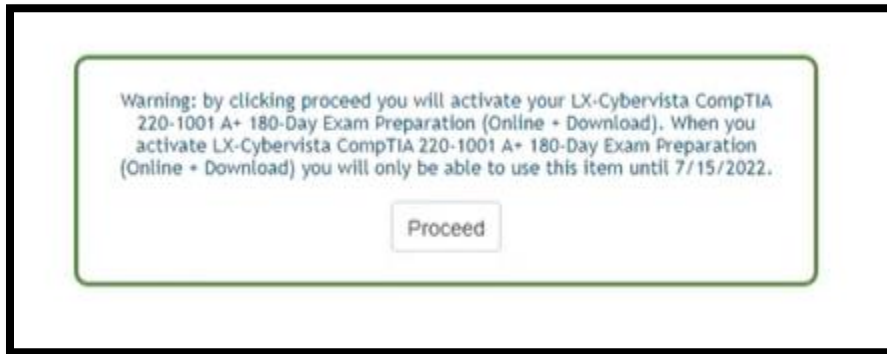 Warning: by clicking proceed you will activate your LX-Cybervista CompTIA
220-1001 A+ 180-Day Exam Preparation (Online + Download). When you
activate LX-Cybervista CompTIA 220-1001 A+ 180-Day Exam Preparation
(Online + Download) you will only be able to use this item until 7/15/2022.
Proceed